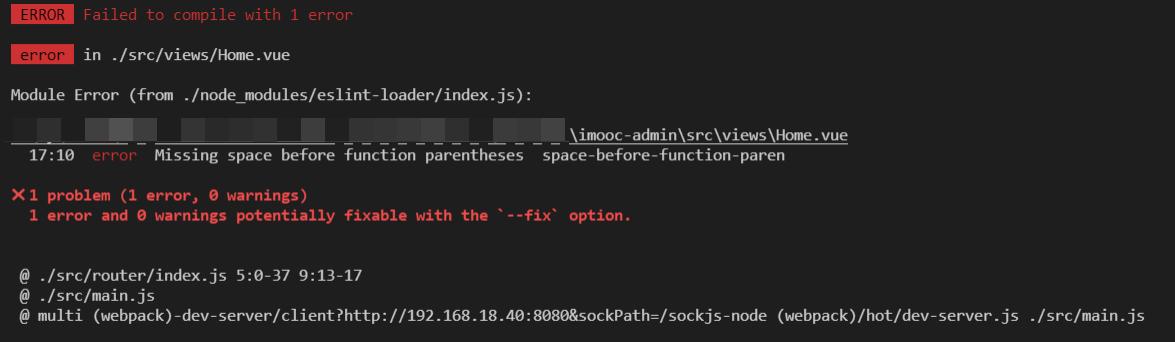 ERROR Failed to compile with 1 error
error in ./src/views/Home.vue
Module Error (from ./node_modules/eslint-loader/index.js):
\imooc-admin\src\views\Home.vue
17:10 error Missing space before function parentheses space-before-function-paren
✕ 1 problem (1 error, 0 warnings)
1 error and 0 warnings potentially fixable with the `--fix` option.
@ ./src/router/index.js 5:0-37 9:13-17
@ ./src/main.js
@ multi (webpack)-dev-server/client?http://192.168.18.40:8080&sockPath=/sockjs-node (webpack)/hot/dev-server.js ./src/main.js